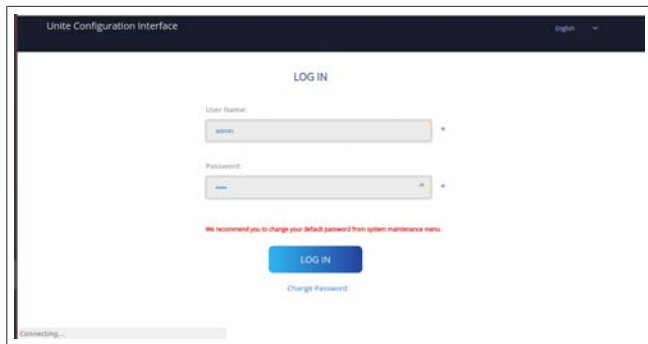 Unite Configuration Interface
English
LOG IN
User Name:
admin
*
Password:
•••••
*
We recommend you to change your default password from system maintenance menu
LOG IN
Change Password
Connecting...